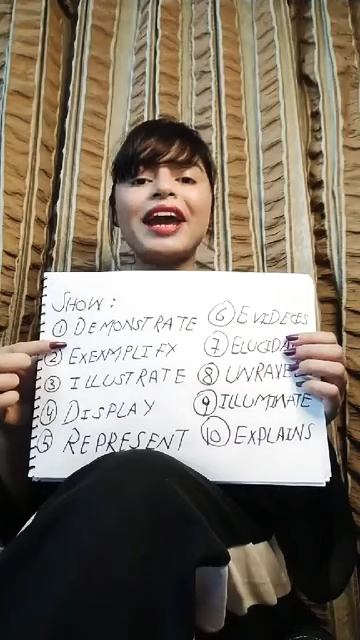 SHOW:
① DEMONSTRATE
② EXENMPLIFY
③ ILLUSTRATE
④ DISPLAY
⑤ REPRESENT
⑥ EVIDECES
⑦ ELUCIDA
⑧ UNRAVE
⑨ ILLUMINATE
⑩ EXPLAINS